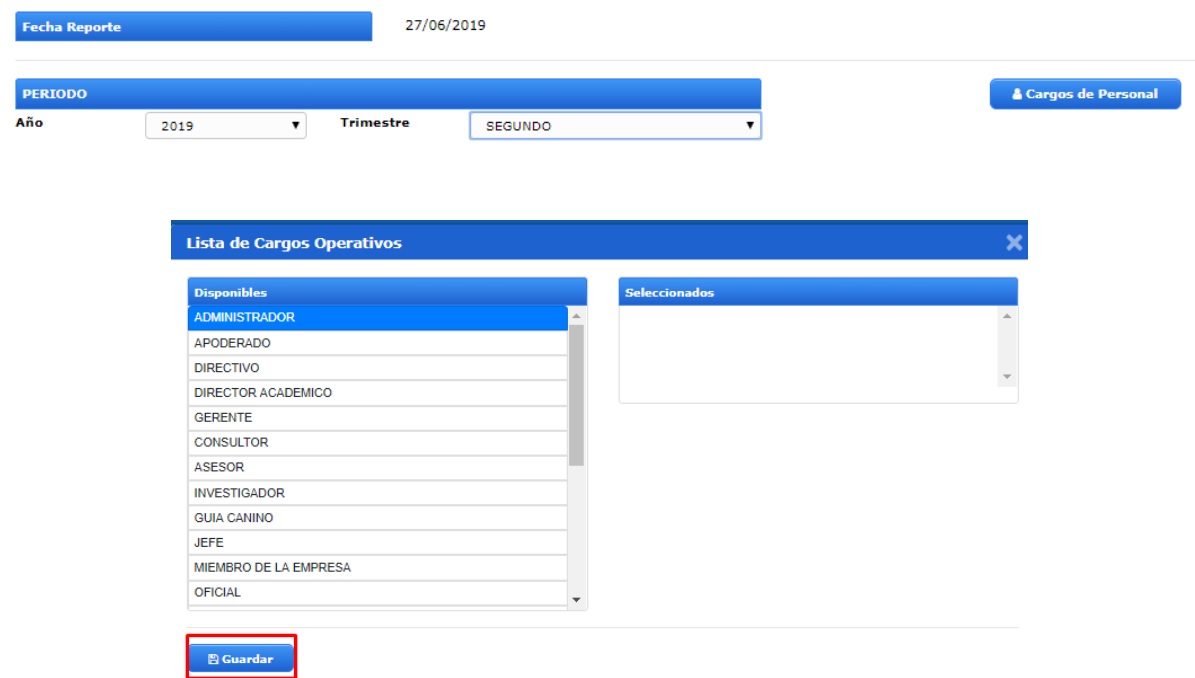 Fecha Reporte 27/06/2019
PERIODO
Cargos de Personal
Año 2019 Trimestre SEGUNDO
Lista de Cargos Operativos
Disponibles
Seleccionados
ADMINISTRADOR
APODERADO
DIRECTIVO
DIRECTOR ACADEMICO
GERENTE
CONSULTOR
ASESOR
INVESTIGADOR
GUIA CANINO
JEFE
MIEMBRO DE LA EMPRESA
OFICIAL
Guardar